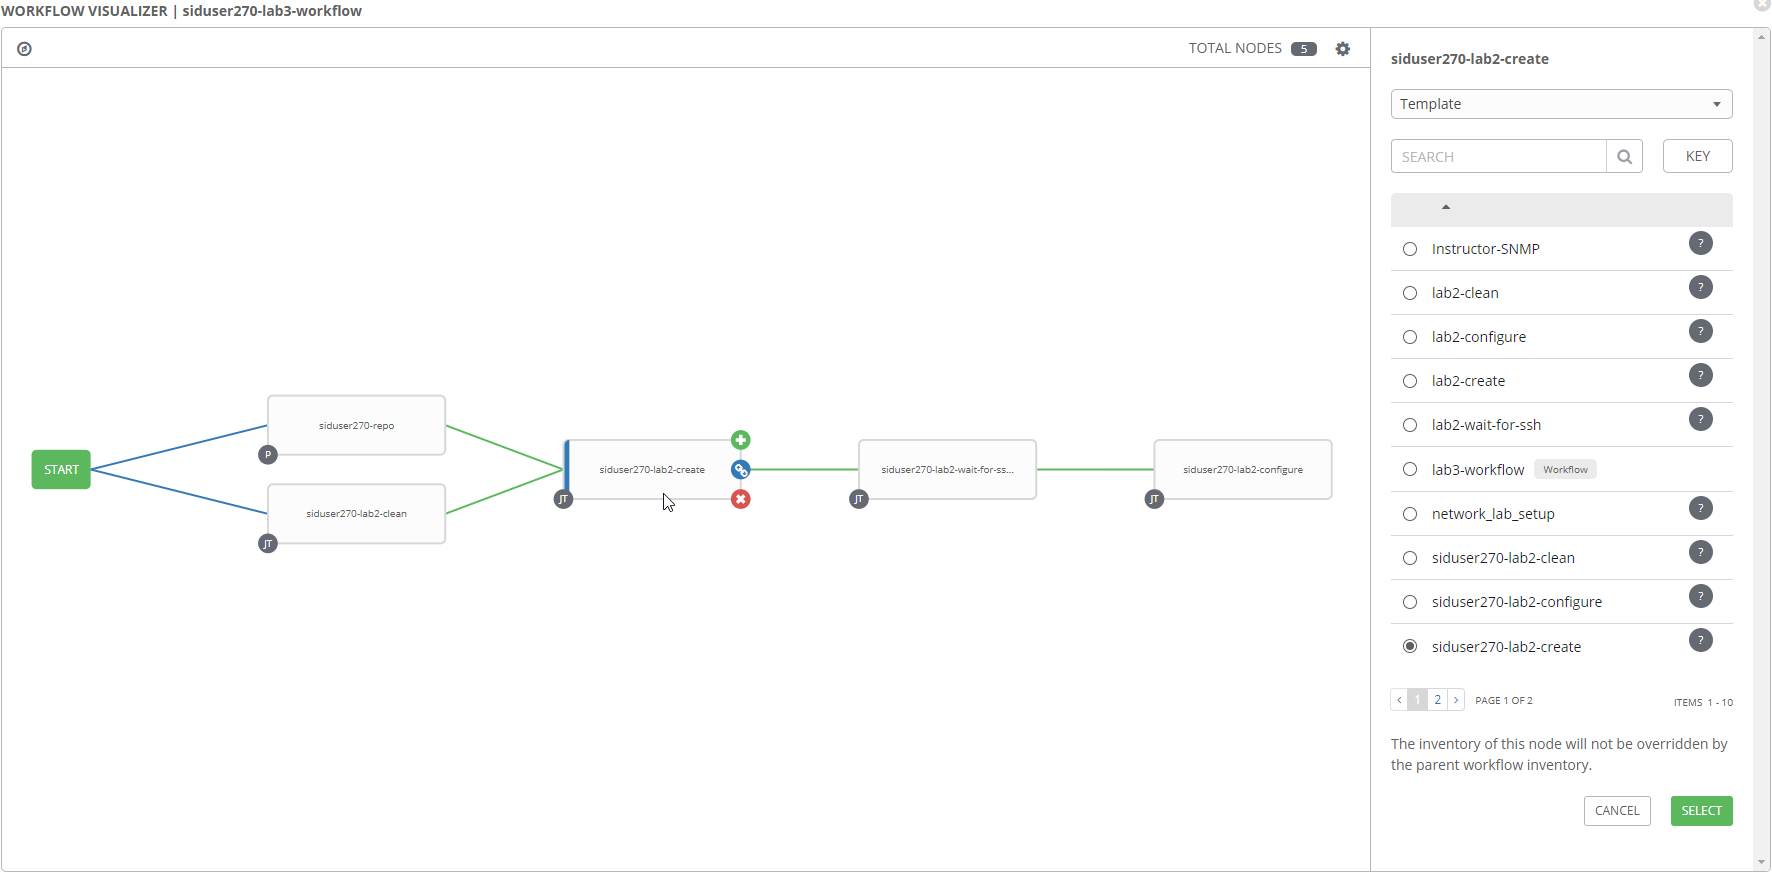 WORKFLOW VISUALIZER | siduser270-lab3-workflow
TOTAL NODES 5
START
siduser270-repo
P
siduser270-lab2-clean
JT
siduser270-lab2-create
JT
siduser270-lab2-wait-for-ss...
JT
siduser270-lab2-configure
JT
siduser270-lab2-create
Template
SEARCH
KEY
Instructor-SNMP ?
lab2-clean ?
lab2-configure ?
lab2-create ?
lab2-wait-for-ssh ?
lab3-workflow Workflow
network_lab_setup ?
siduser270-lab2-clean ?
siduser270-lab2-configure ?
siduser270-lab2-create ?
< 1 2 > PAGE 1 OF 2 ITEMS 1 - 10
The inventory of this node will not be overridden by
the parent workflow inventory.
CANCEL SELECT